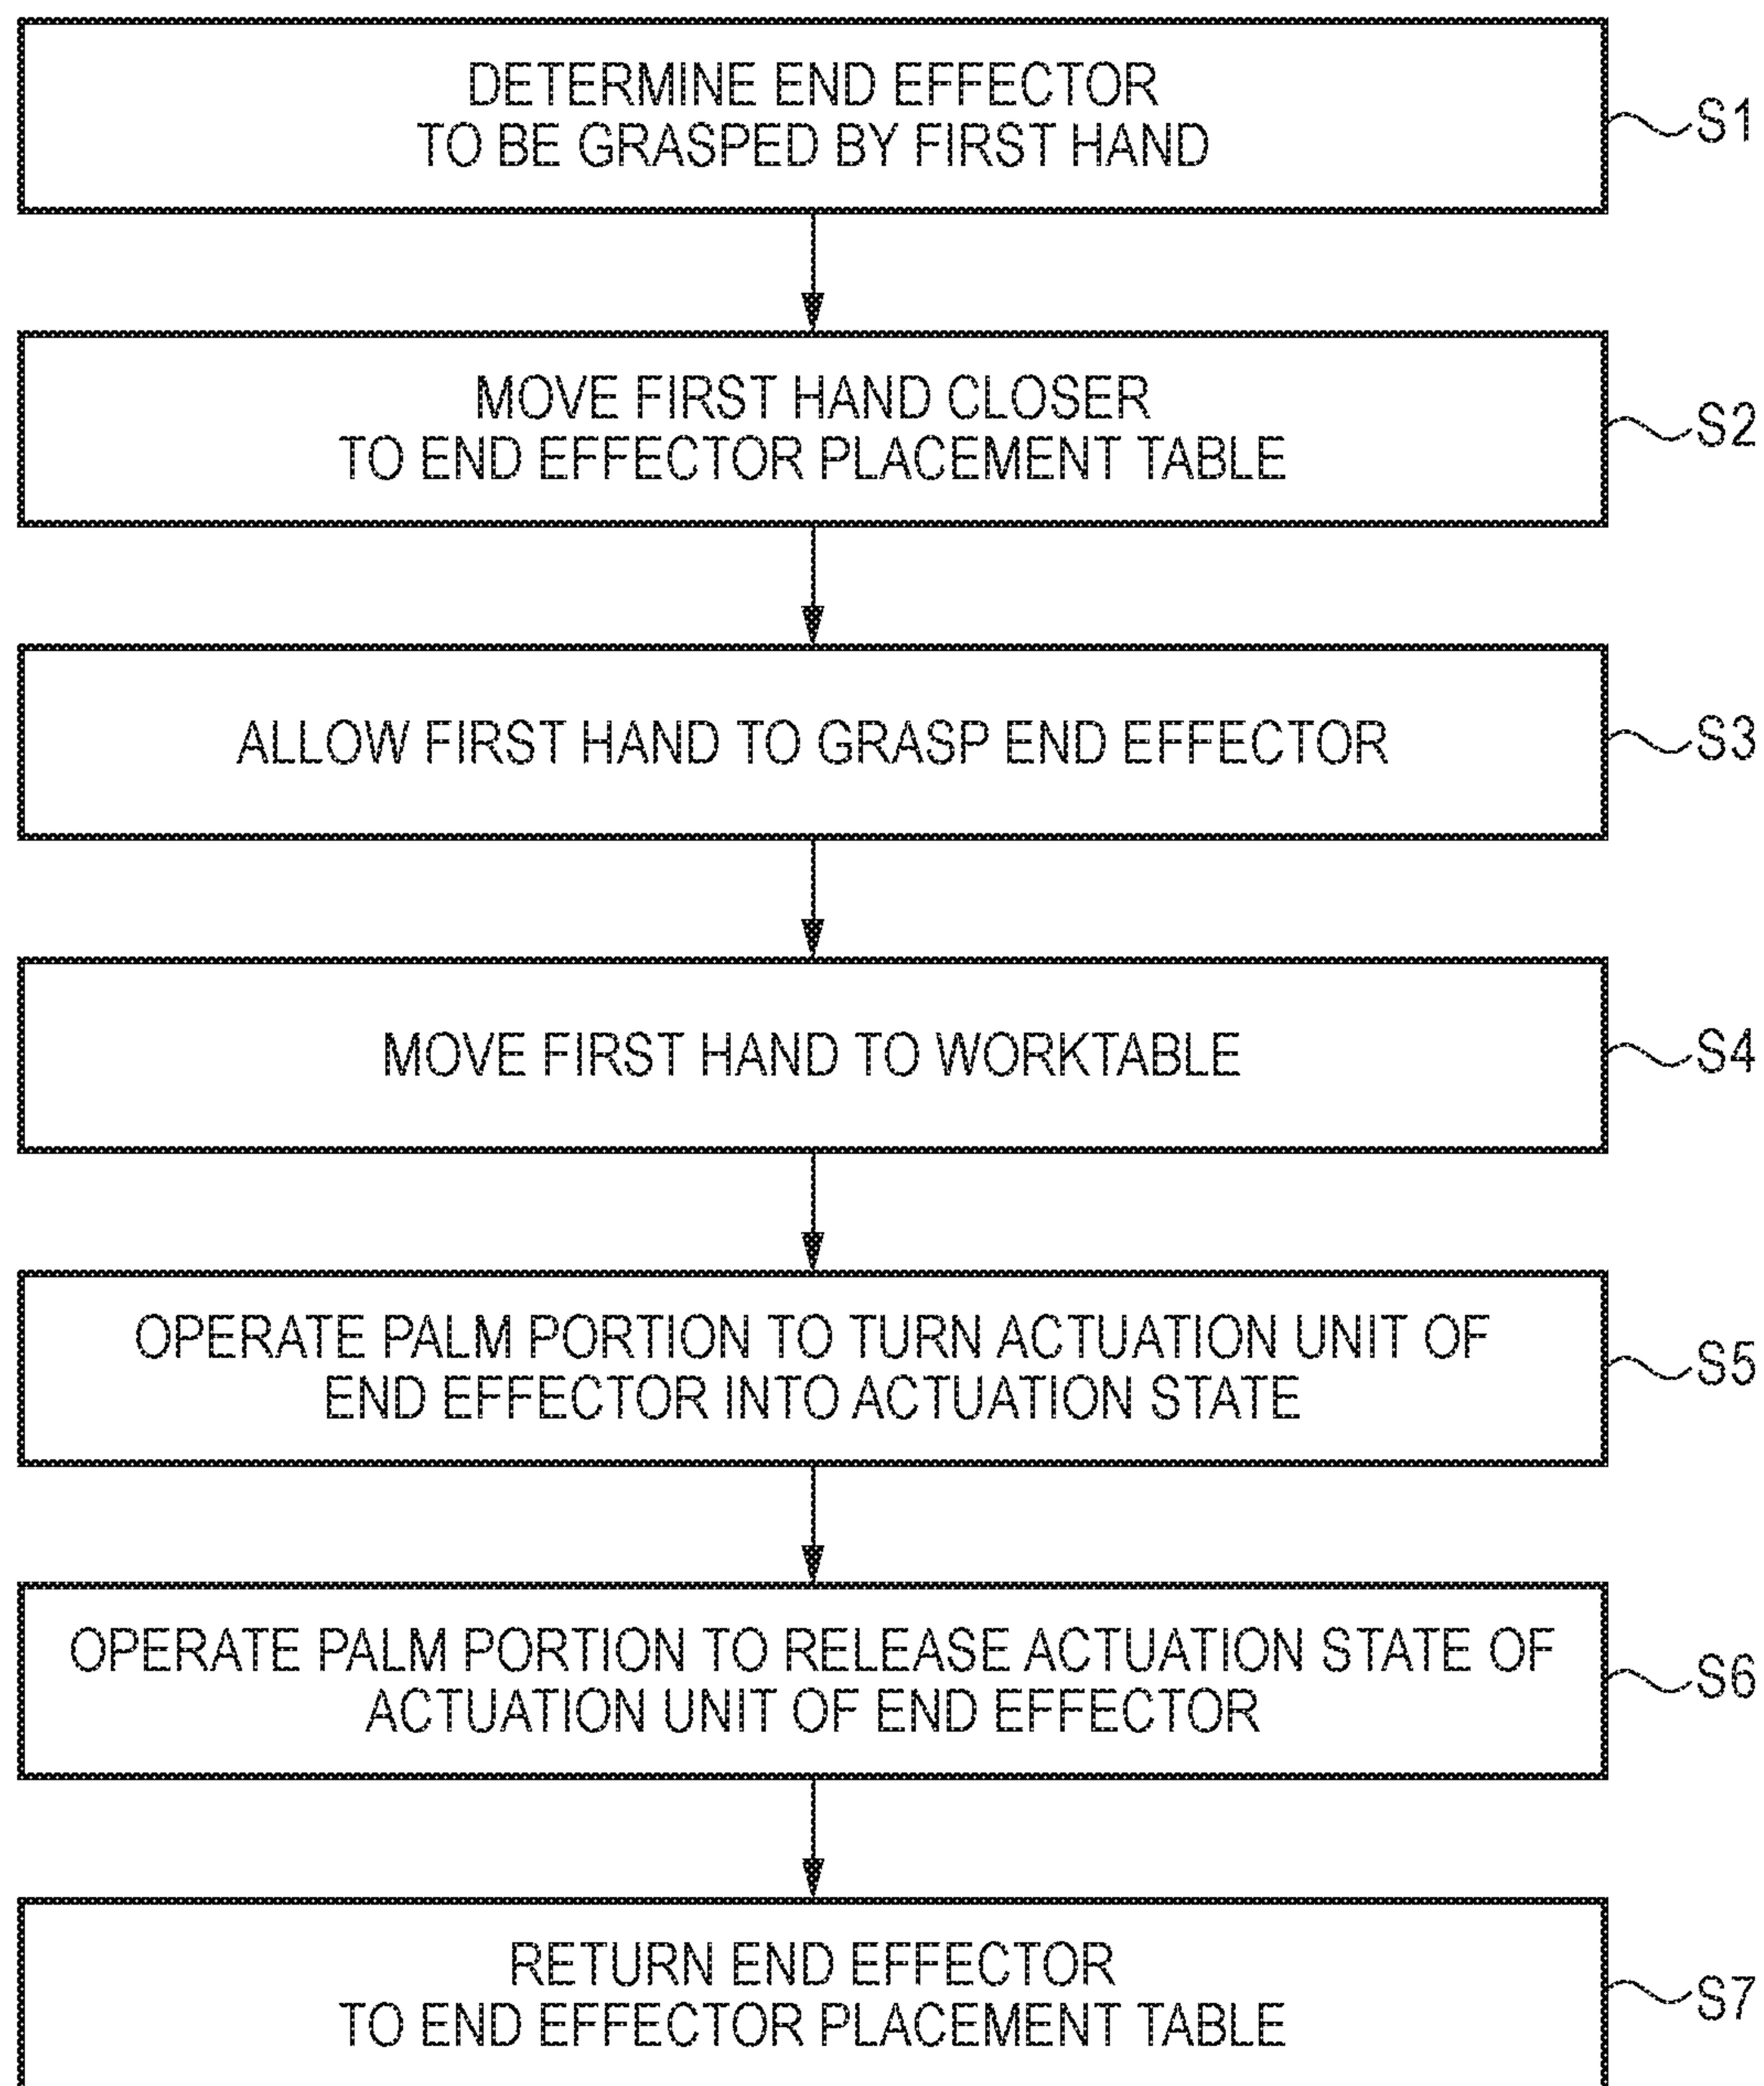 DETERMINE END EFFECTOR
TO BE GRASPED BY FIRST HAND
S1
MOVE FIRST HAND CLOSER
TO END EFFECTOR PLACEMENT TABLE
S2
ALLOW FIRST HAND TO GRASP END EFFECTOR
S3
MOVE FIRST HAND TO WORKTABLE
S4
OPERATE PALM PORTION TO TURN ACTUATION UNIT OF
END EFFECTOR INTO ACTUATION STATE
S5
OPERATE PALM PORTION TO RELEASE ACTUATION STATE OF
ACTUATION UNIT OF END EFFECTOR
S6
RETURN END EFFECTOR
TO END EFFECTOR PLACEMENT TABLE
S7